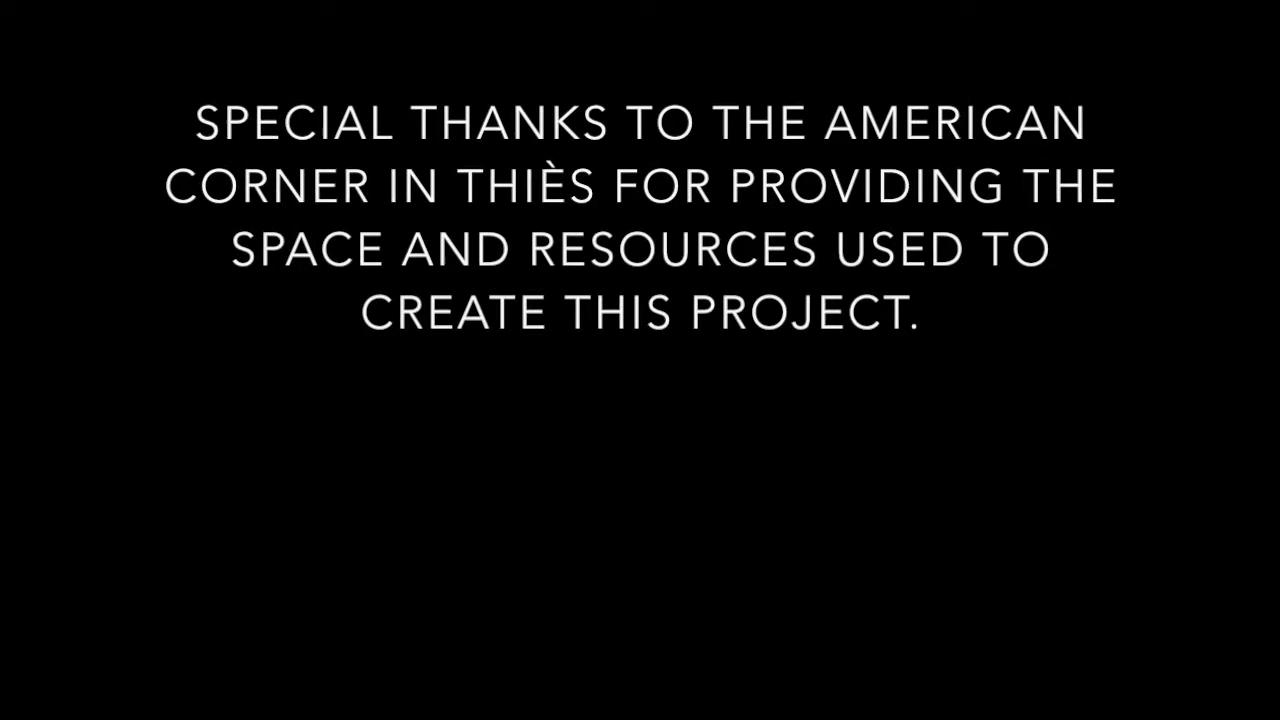 SPECIAL THANKS TO THE AMERICAN
CORNER IN THIÈS FOR PROVIDING THE
SPACE AND RESOURCES USED TO
CREATE THIS PROJECT.